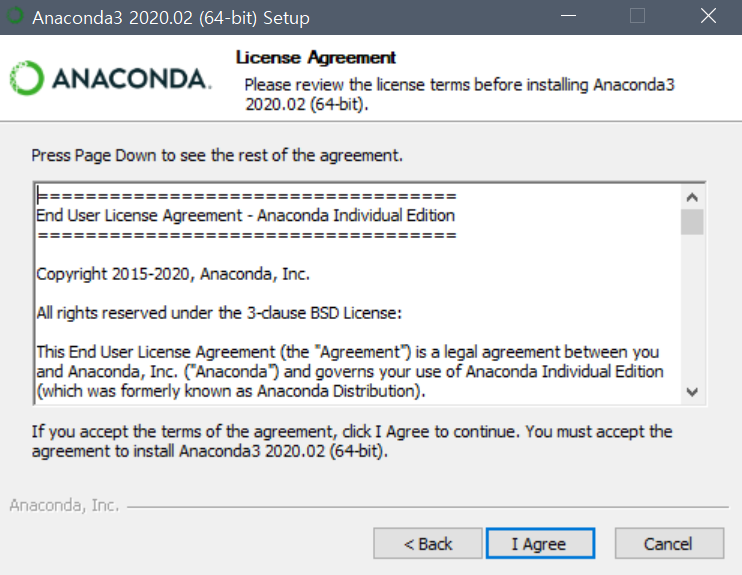 Anaconda3 2020.02 (64-bit) Setup
ANACONDA.
License Agreement
Please review the license terms before installing Anaconda3
2020.02 (64-bit).
Press Page Down to see the rest of the agreement.
===================================
End User License Agreement - Anaconda Individual Edition
===================================
Copyright 2015-2020, Anaconda, Inc.
All rights reserved under the 3-clause BSD License:
This End User License Agreement (the "Agreement") is a legal agreement between you
and Anaconda, Inc. ("Anaconda") and governs your use of Anaconda Individual Edition
(which was formerly known as Anaconda Distribution).
If you accept the terms of the agreement, click I Agree to continue. You must accept the
agreement to install Anaconda3 2020.02 (64-bit).
Anaconda, Inc.
< Back
I Agree
Cancel